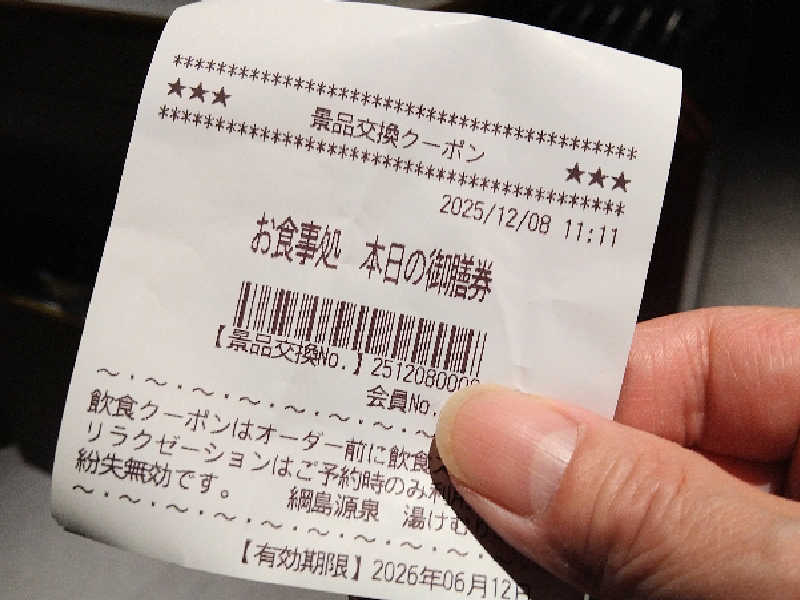 ************************************************
★★★ 景品交換クーポン ★★★
************************************************
2025/12/08 11:11
お食事処 本日の御膳券
【景品交換No.】2512080000
会員No.
～・～・～・～・～・～・～・～
飲食クーポンはオーダー前に飲食
リラクゼーションはご予約時のみ利
紛失無効です。
綱島源泉 湯けむり
～・～・～・～・～・～・～・～
【有効期限】2026年06月12日